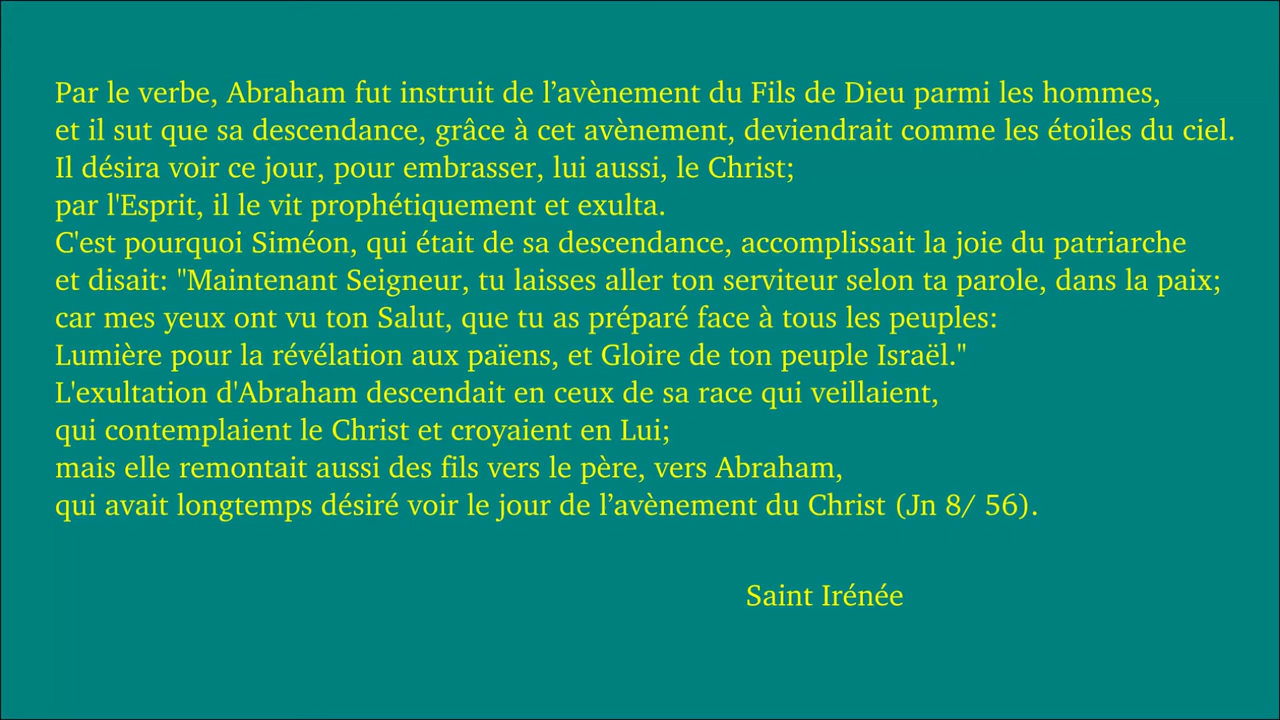 Par le verbe, Abraham fut instruit de l’avènement du Fils de Dieu parmi les hommes,
et il sut que sa descendance, grâce à cet avènement, deviendrait comme les étoiles du ciel.
Il désira voir ce jour, pour embrasser, lui aussi, le Christ;
par l'Esprit, il le vit prophétiquement et exulta.
C'est pourquoi Siméon, qui était de sa descendance, accomplissait la joie du patriarche
et disait: "Maintenant Seigneur, tu laisses aller ton serviteur selon ta parole, dans la paix;
car mes yeux ont vu ton Salut, que tu as préparé face à tous les peuples:
Lumière pour la révélation aux païens, et Gloire de ton peuple Israël."
L'exultation d'Abraham descendait en ceux de sa race qui veillaient,
qui contemplaient le Christ et croyaient en Lui;
mais elle remontait aussi des fils vers le père, vers Abraham,
qui avait longtemps désiré voir le jour de l’avènement du Christ (Jn 8/ 56).
Saint Irénée